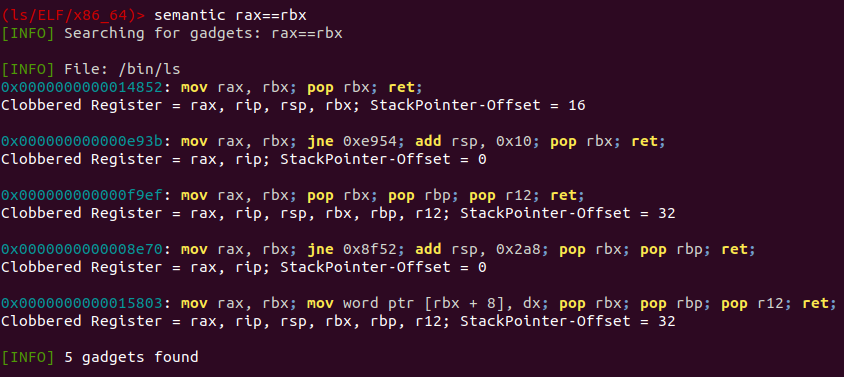 (ls/ELF/x86_64)> semantic rax==rbx
[INFO] Searching for gadgets: rax==rbx
[INFO] File: /bin/ls
0x0000000000014852: mov rax, rbx; pop rbx; ret;
Clobbered Register = rax, rip, rsp, rbx; StackPointer-Offset = 16
0x000000000000e93b: mov rax, rbx; jne 0xe954; add rsp, 0x10; pop rbx; ret;
Clobbered Register = rax, rip; StackPointer-Offset = 0
0x000000000000f9ef: mov rax, rbx; pop rbx; pop rbp; pop r12; ret;
Clobbered Register = rax, rip, rsp, rbx, rbp, r12; StackPointer-Offset = 32
0x0000000000008e70: mov rax, rbx; jne 0x8f52; add rsp, 0x2a8; pop rbx; pop rbp; ret;
Clobbered Register = rax, rip; StackPointer-Offset = 0
0x0000000000015803: mov rax, rbx; mov word ptr [rbx + 8], dx; pop rbx; pop rbp; pop r12; ret;
Clobbered Register = rax, rip, rsp, rbx, rbp, r12; StackPointer-Offset = 32
[INFO] 5 gadgets found